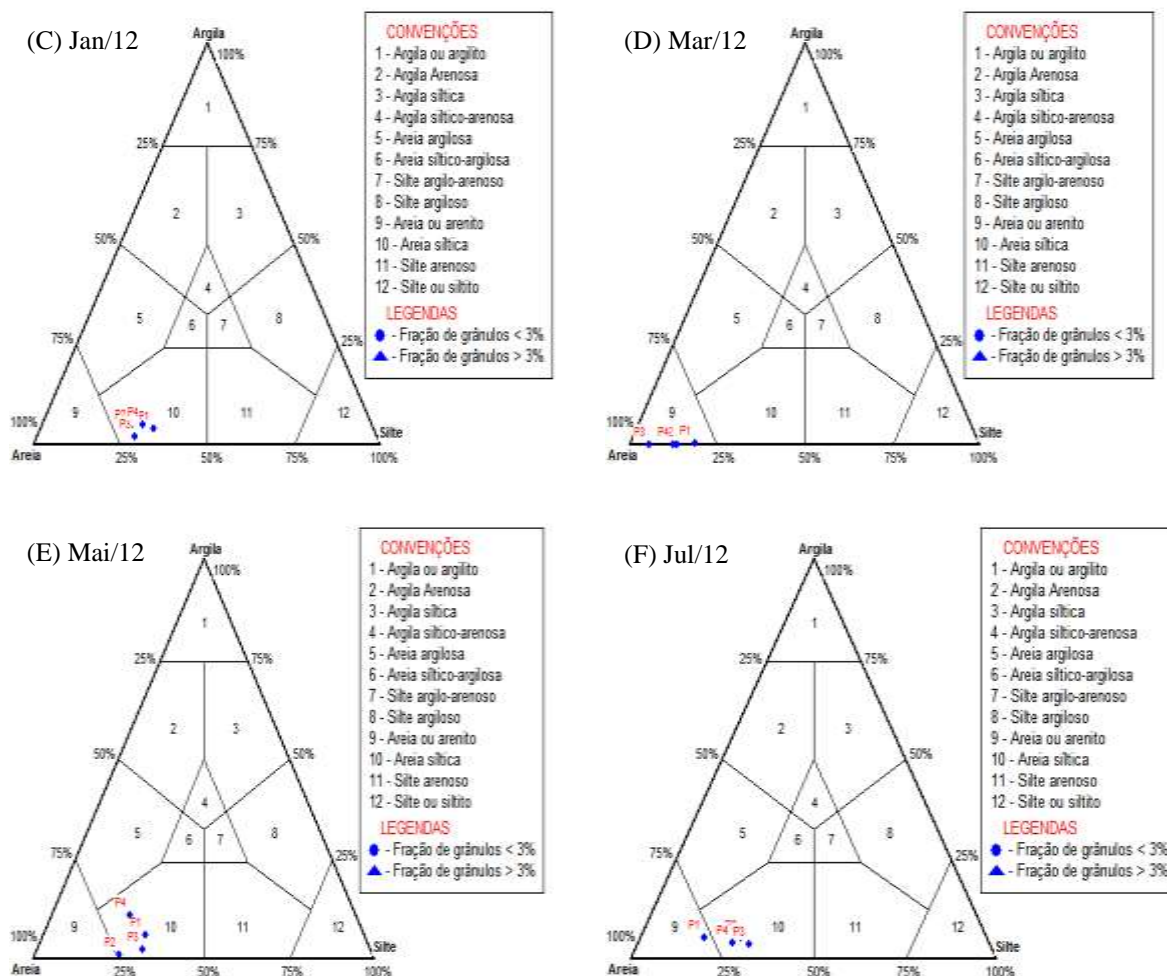 (C) Jan/12
Argila
100%
1
25%
75%
2
3
50%
50%
4
5
6
7
8
75%
25%
9
10
11
12
P4
P1
P3
100%
Silte
Areia
25%
50%
75%
100%
CONVENÇÕES
1 - Argila ou argilito
2 - Argila Arenosa
3 - Argila síltica
4 - Argila síltico-arenosa
5 - Areia argilosa
6 - Areia síltico-argilosa
7 - Silte argilo-arenoso
8 - Silte argiloso
9 - Areia ou arenito
10 - Areia síltica
11 - Silte arenoso
12 - Silte ou siltito
LEGENDAS
- Fração de grânulos < 3%
- Fração de grânulos > 3%
(D) Mar/12
Argila
100%
1
25%
75%
2
3
50%
50%
4
5
6
7
8
75%
25%
9
10
11
12
P3
P42
P1
100%
Silte
Areia
25%
50%
75%
100%
CONVENÇÕES
1 - Argila ou argilito
2 - Argila Arenosa
3 - Argila síltica
4 - Argila síltico-arenosa
5 - Areia argilosa
6 - Areia síltico-argilosa
7 - Silte argilo-arenoso
8 - Silte argiloso
9 - Areia ou arenito
10 - Areia síltica
11 - Silte arenoso
12 - Silte ou siltito
LEGENDAS
- Fração de grânulos < 3%
- Fração de grânulos > 3%
(E) Mai/12
Argila
100%
1
25%
75%
2
3
50%
50%
4
5
6
7
8
75%
25%
9
10
11
12
P4
P1
P3
P2
100%
Silte
Areia
25%
50%
75%
100%
CONVENÇÕES
1 - Argila ou argilito
2 - Argila Arenosa
3 - Argila síltica
4 - Argila síltico-arenosa
5 - Areia argilosa
6 - Areia síltico-argilosa
7 - Silte argilo-arenoso
8 - Silte argiloso
9 - Areia ou arenito
10 - Areia síltica
11 - Silte arenoso
12 - Silte ou siltito
LEGENDAS
- Fração de grânulos < 3%
- Fração de grânulos > 3%
(F) Jul/12
Argila
100%
1
25%
75%
2
3
50%
50%
4
5
6
7
8
75%
25%
9
10
11
12
P1
P4
P3
100%
Silte
Areia
25%
50%
75%
100%
CONVENÇÕES
1 - Argila ou argilito
2 - Argila Arenosa
3 - Argila síltica
4 - Argila síltico-arenosa
5 - Areia argilosa
6 - Areia síltico-argilosa
7 - Silte argilo-arenoso
8 - Silte argiloso
9 - Areia ou arenito
10 - Areia síltica
11 - Silte arenoso
12 - Silte ou siltito
LEGENDAS
- Fração de grânulos < 3%
- Fração de grânulos > 3%